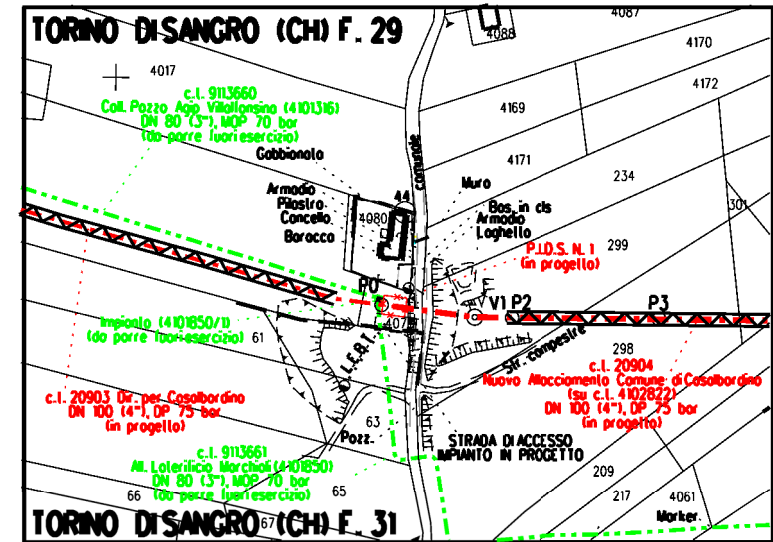 TORINO DI SANGRO (CH) F. 29
4087
4088
4170
4017
4172
c.l. 9113660
Coll. Pozzo Agip Villalfonsina (4101316)
DN 80 (3"), MOP 70 bar
(da porre fuori esercizio)
4169
comunale
Gabbionata
4171
Muro
234
Armadio
Pilastro
Cancello
Baracca
44
4080
Bas. in cls
Armadio
Laghetto
301
299
P.I.D.S. N. 1
(in progetto)
P0
V1
P2
P3
Impianto (4101850/1)
(da porre fuori esercizio)
61
407
L.E.B.T.
Str. campestre
298
c.l. 20903 Dir. per Casalbordino
DN 100 (4"), DP 75 bar
(in progetto)
c.l. 20904
Nuovo Allacciamento Comune di Casalbordino
(su c.l. 4102822)
DN 100 (4"), DP 75 bar
(in progetto)
63
Pozz.
c.l. 9113661
All. Laterificio Marchioli (4101850)
DN 80 (3"), MOP 70 bar
(da porre fuori esercizio)
STRADA DI ACCESSO
IMPIANTO IN PROGETTO
209
66
65
217
4061
Marker
67
TORINO DI SANGRO (CH) F. 31